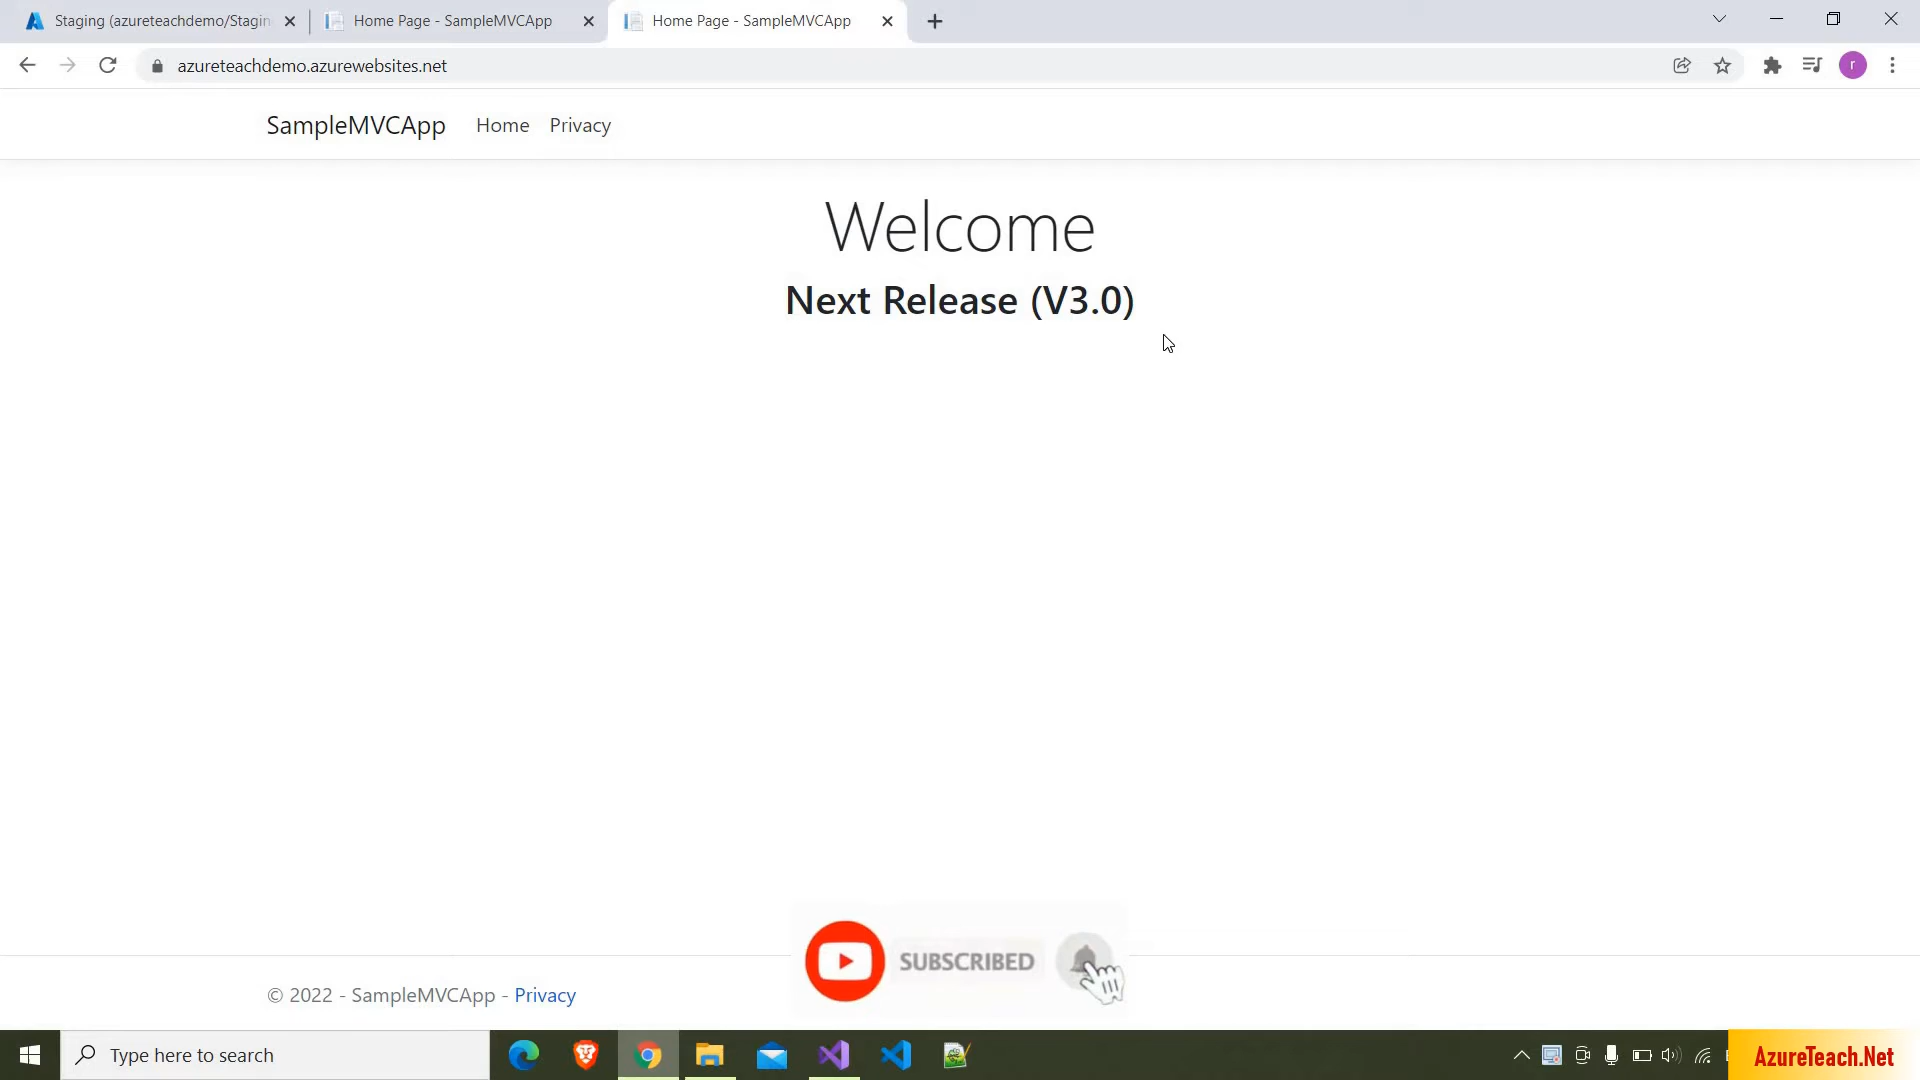 Staging (azureteachdemo/Stagin
Home Page - SampleMVCApp
Home Page - SampleMVCApp
azureteachdemo.azurewebsites.net
r
SampleMVCApp Home Privacy
Welcome
Next Release (V3.0)
SUBSCRIBED
© 2022 - SampleMVCApp - Privacy
Type here to search
AzureTeach.Net